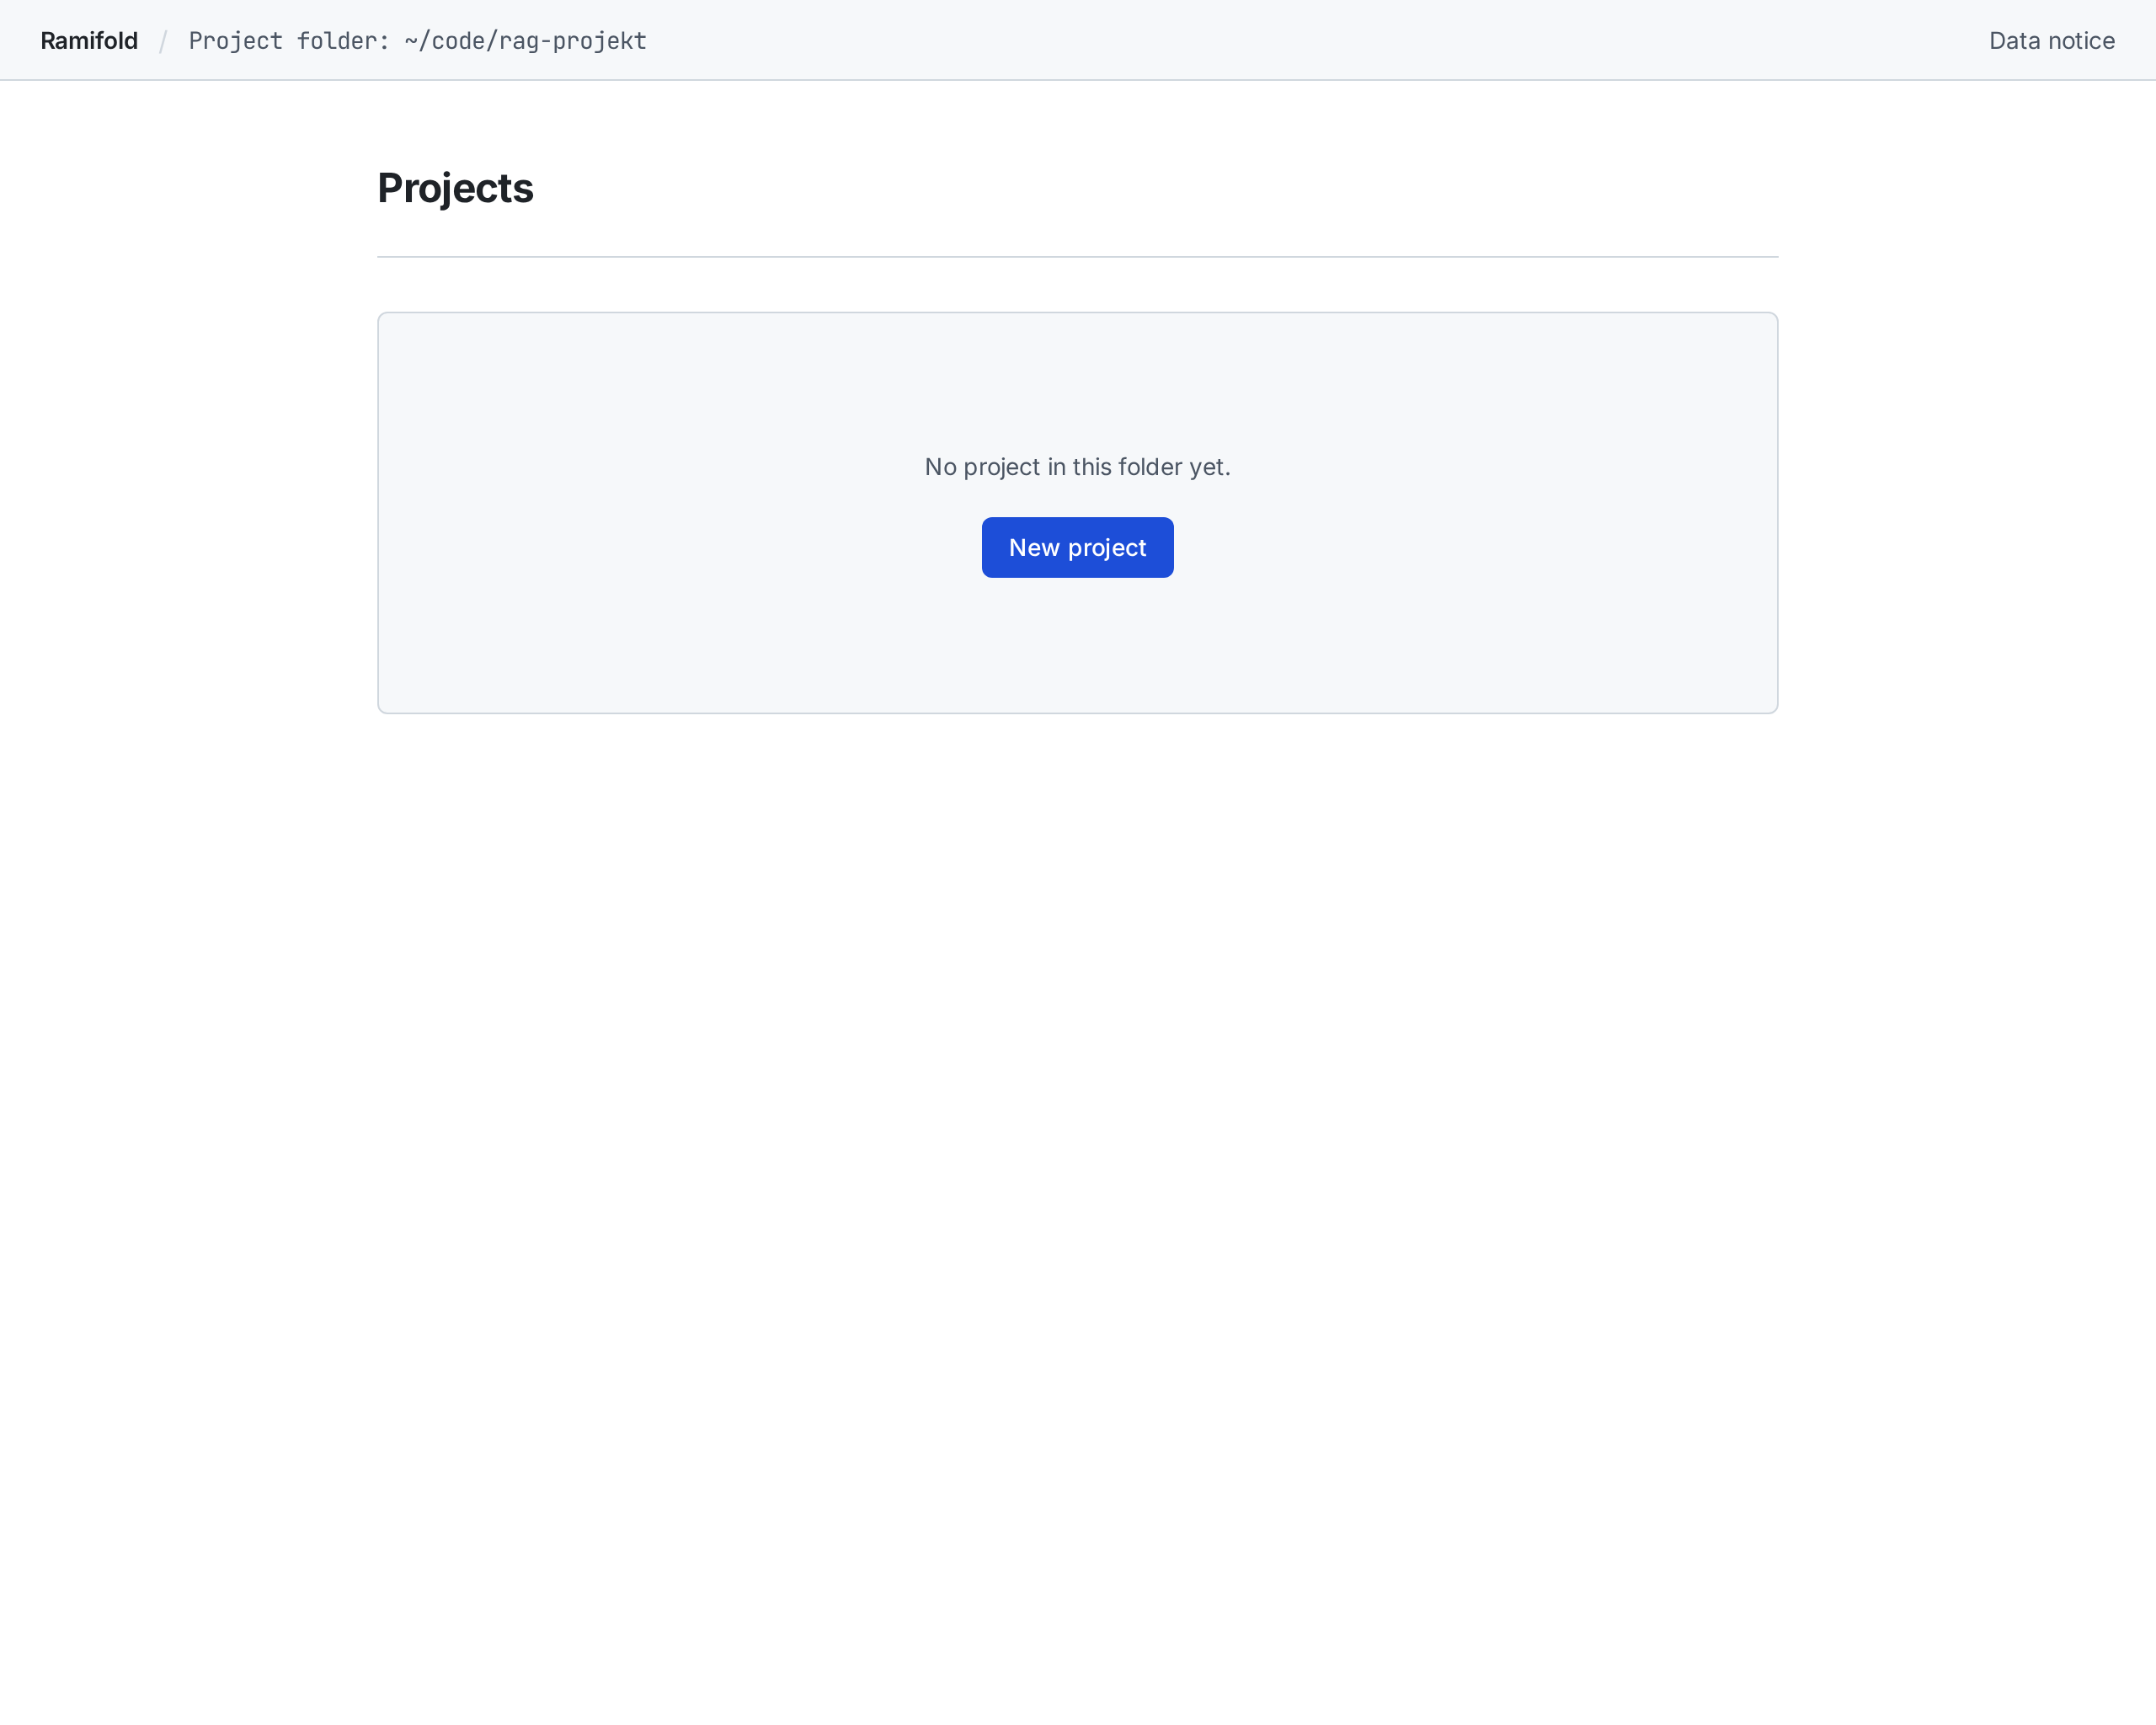 Ramifold / Project folder: ~/code/rag-projekt Data notice
Projects
No project in this folder yet.
New project